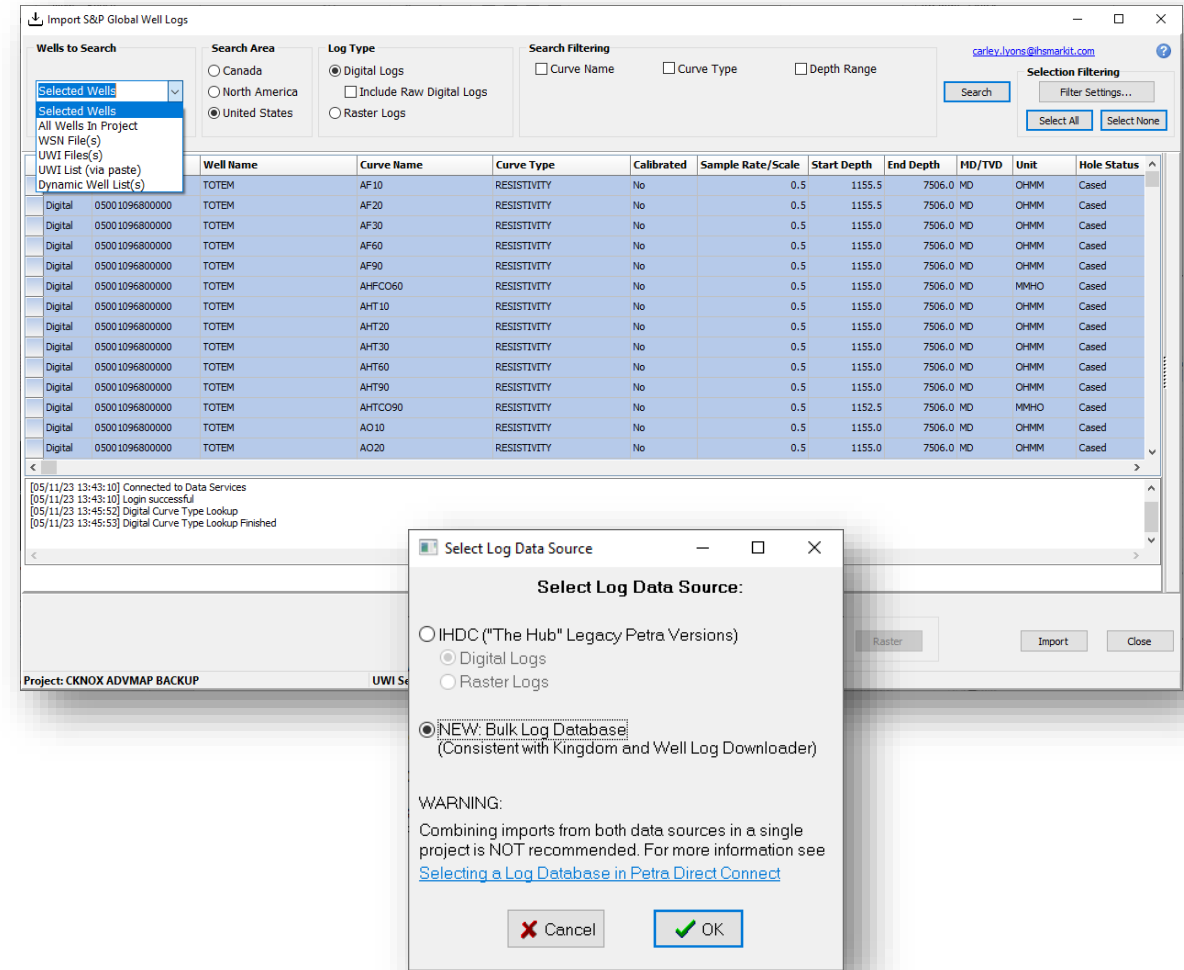 Import S&P Global Well Logs
Wells to Search
Search Area
Log Type
Search Filtering
carley.lyons@ihsmarkit.com
Selected Wells
Canada
North America
United States
Digital Logs
Include Raw Digital Logs
Raster Logs
Curve Name
Curve Type
Depth Range
Search
Selection Filtering
Filter Settings...
Select All
Select None
Selected Wells
All Wells In Project
WSN File(s)
UWI Files(s)
UWI List (via paste)
Dynamic Well List(s)
Well Name Curve Name Curve Type Calibrated Sample Rate/Scale Start Depth End Depth MD/TVD Unit Hole Status
TOTEM AF10 RESISTIVITY No 0.5 1155.5 7506.0 MD OHMM Cased
Digital 05001096800000 TOTEM AF20 RESISTIVITY No 0.5 1155.5 7506.0 MD OHMM Cased
Digital 05001096800000 TOTEM AF30 RESISTIVITY No 0.5 1155.0 7506.0 MD OHMM Cased
Digital 05001096800000 TOTEM AF60 RESISTIVITY No 0.5 1155.0 7506.0 MD OHMM Cased
Digital 05001096800000 TOTEM AF90 RESISTIVITY No 0.5 1155.0 7506.0 MD OHMM Cased
Digital 05001096800000 TOTEM AHFCO60 RESISTIVITY No 0.5 1155.0 7506.0 MD MMHO Cased
Digital 05001096800000 TOTEM AHT10 RESISTIVITY No 0.5 1155.0 7506.0 MD OHMM Cased
Digital 05001096800000 TOTEM AHT20 RESISTIVITY No 0.5 1155.0 7506.0 MD OHMM Cased
Digital 05001096800000 TOTEM AHT30 RESISTIVITY No 0.5 1155.0 7506.0 MD OHMM Cased
Digital 05001096800000 TOTEM AHT60 RESISTIVITY No 0.5 1155.0 7506.0 MD OHMM Cased
Digital 05001096800000 TOTEM AHT90 RESISTIVITY No 0.5 1155.0 7506.0 MD OHMM Cased
Digital 05001096800000 TOTEM AHTCO90 RESISTIVITY No 0.5 1152.5 7506.0 MD MMHO Cased
Digital 05001096800000 TOTEM AO10 RESISTIVITY No 0.5 1155.0 7506.0 MD OHMM Cased
Digital 05001096800000 TOTEM AO20 RESISTIVITY No 0.5 1155.0 7506.0 MD OHMM Cased
[05/11/23 13:43:10] Connected to Data Services
[05/11/23 13:43:10] Login successful
[05/11/23 13:45:52] Digital Curve Type Lookup
[05/11/23 13:45:53] Digital Curve Type Lookup Finished
Raster
Import
Close
Project: CKNOX ADVMAP BACKUP
UWI Se
Select Log Data Source
Select Log Data Source:
IHDC ("The Hub" Legacy Petra Versions)
Digital Logs
Raster Logs
NEW: Bulk Log Database
(Consistent with Kingdom and Well Log Downloader)
WARNING:
Combining imports from both data sources in a single
project is NOT recommended. For more information see
Selecting a Log Database in Petra Direct Connect
Cancel
OK